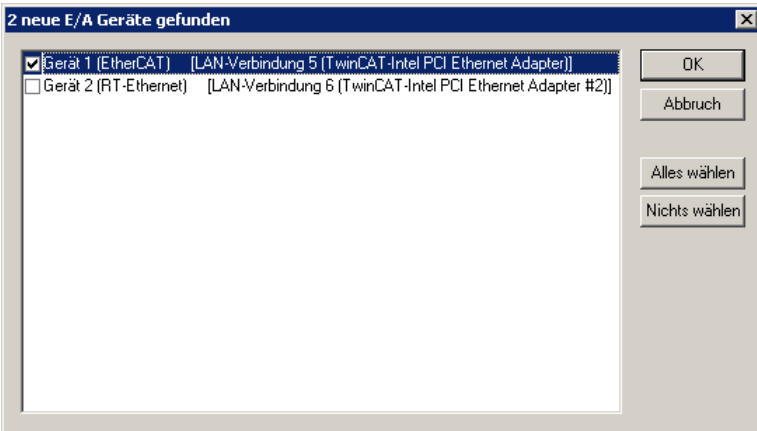 2 neue E/A Geräte gefunden
Gerät 1 (EtherCAT) [LAN-Verbindung 5 (TwinCAT-Intel PCI Ethernet Adapter)]
Gerät 2 (RT-Ethernet) [LAN-Verbindung 6 (TwinCAT-Intel PCI Ethernet Adapter #2)]
OK
Abbruch
Alles wählen
Nichts wählen